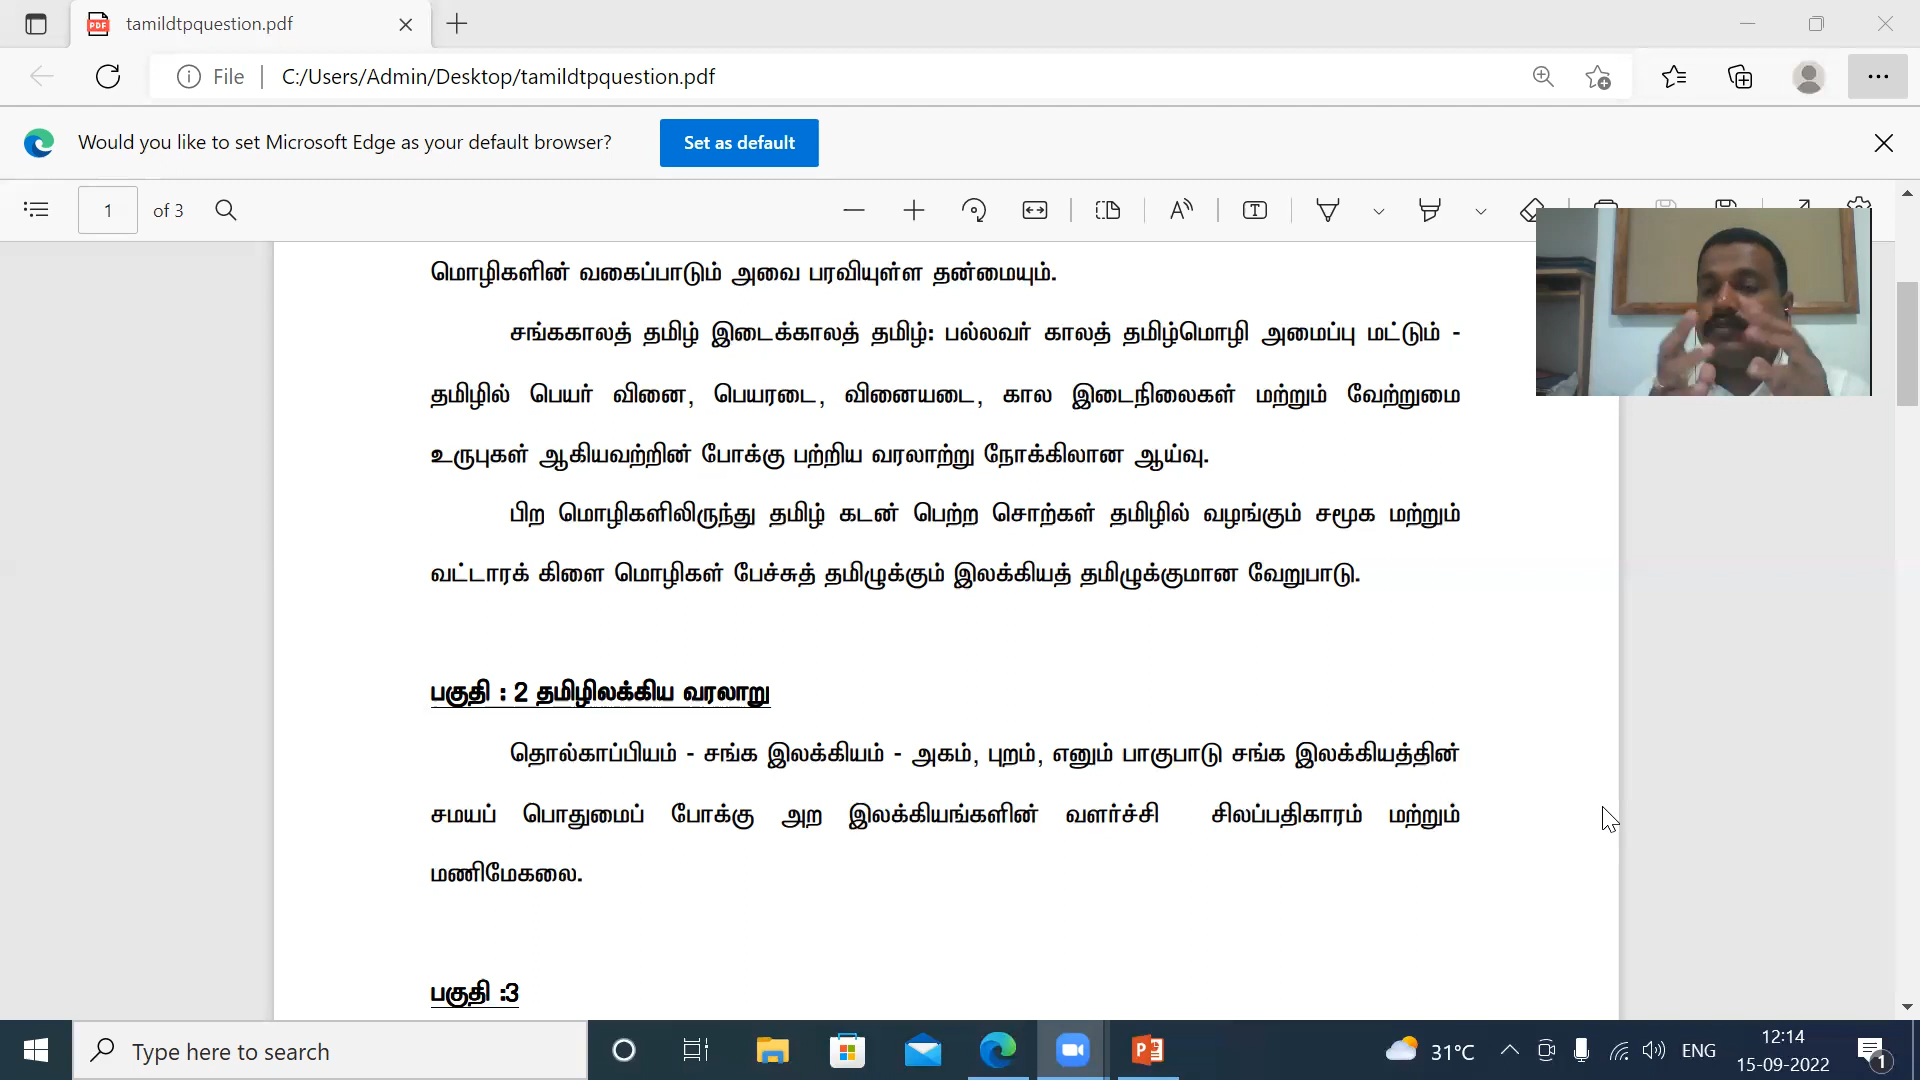 tamildtpquestion.pdf
File
C:/Users/Admin/Desktop/tamildtpquestion.pdf
Would you like to set Microsoft Edge as your default browser?
Set as default
1 of 3
மொழிகளின் வகைப்பாடும் அவை பரவியுள்ள தன்மையும்.
சங்ககாலத் தமிழ் இடைக்காலத் தமிழ்: பல்லவர் காலத் தமிழ்மொழி அமைப்பு மட்டும் -
தமிழில் பெயர் வினை, பெயரடை, வினையடை, கால இடைநிலைகள் மற்றும் வேற்றுமை
உருபுகள் ஆகியவற்றின் போக்கு பற்றிய வரலாற்று நோக்கிலான ஆய்வு.
பிற மொழிகளிலிருந்து தமிழ் கடன் பெற்ற சொற்கள் தமிழில் வழங்கும் சமூக மற்றும்
வட்டாரக் கிளை மொழிகள் பேச்சுத் தமிழுக்கும் இலக்கியத் தமிழுக்குமான வேறுபாடு.
பகுதி : 2 தமிழிலக்கிய வரலாறு
தொல்காப்பியம் - சங்க இலக்கியம் - அகம், புறம், எனும் பாகுபாடு சங்க இலக்கியத்தின்
சமயப் பொதுமைப் போக்கு அற இலக்கியங்களின் வளர்ச்சி சிலப்பதிகாரம் மற்றும்
மணிமேகலை.
பகுதி :3
Type here to search
31°C
ENG
12:14
15-09-2022
1